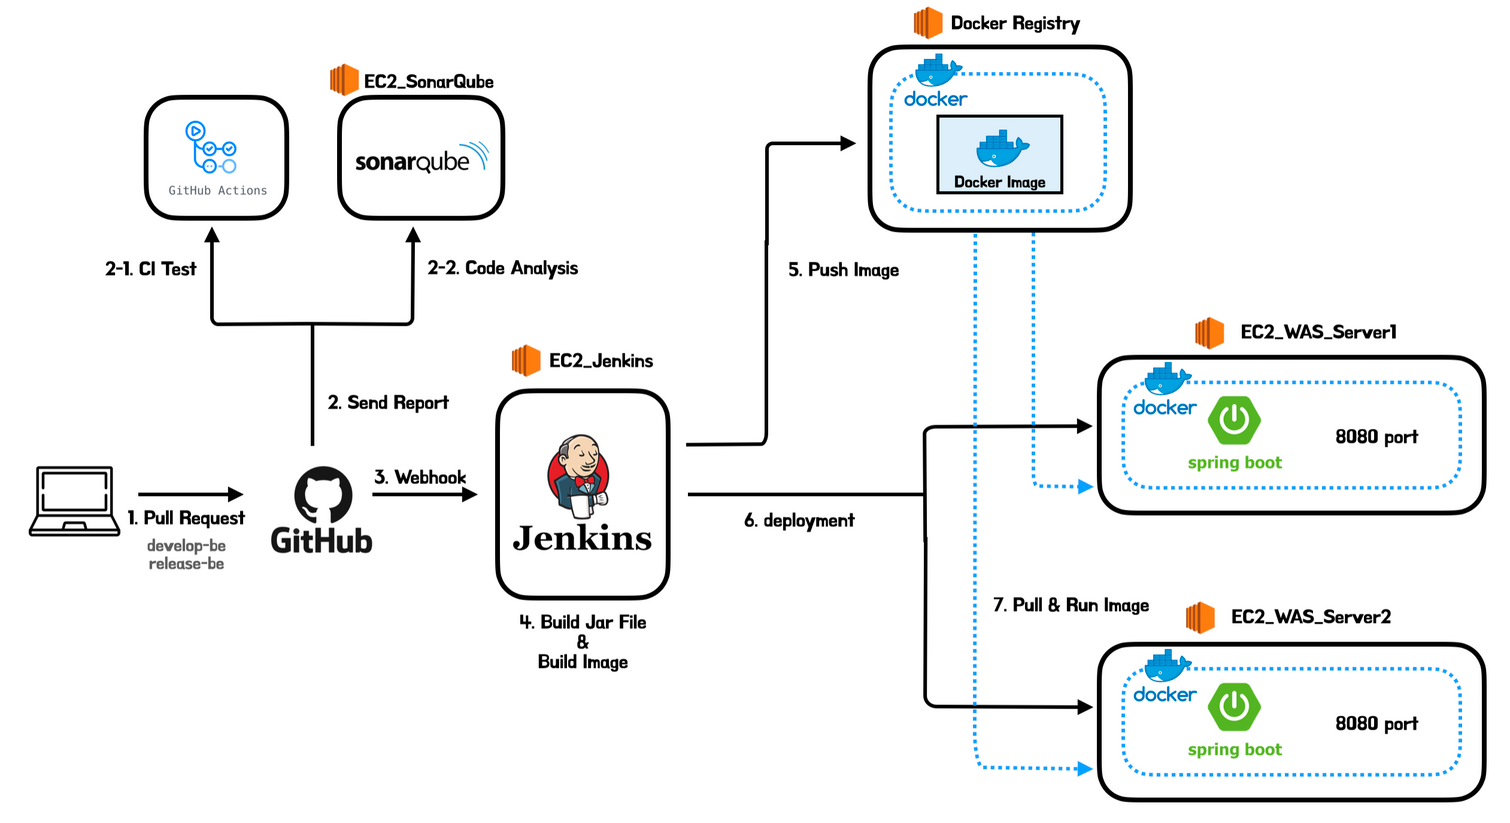 Docker Registry
docker
Docker Image
EC2_SonarQube
GitHub Actions
sonarqube
2-1. CI Test
2-2. Code Analysis
5. Push Image
EC2_Jenkins
2. Send Report
EC2_WAS_Server1
docker
spring boot
8080 port
1. Pull Request
develop-be
release-be
GitHub
3. Webhook
Jenkins
4. Build Jar File
&
Build Image
6. deployment
7. Pull & Run Image
EC2_WAS_Server2
docker
spring boot
8080 port